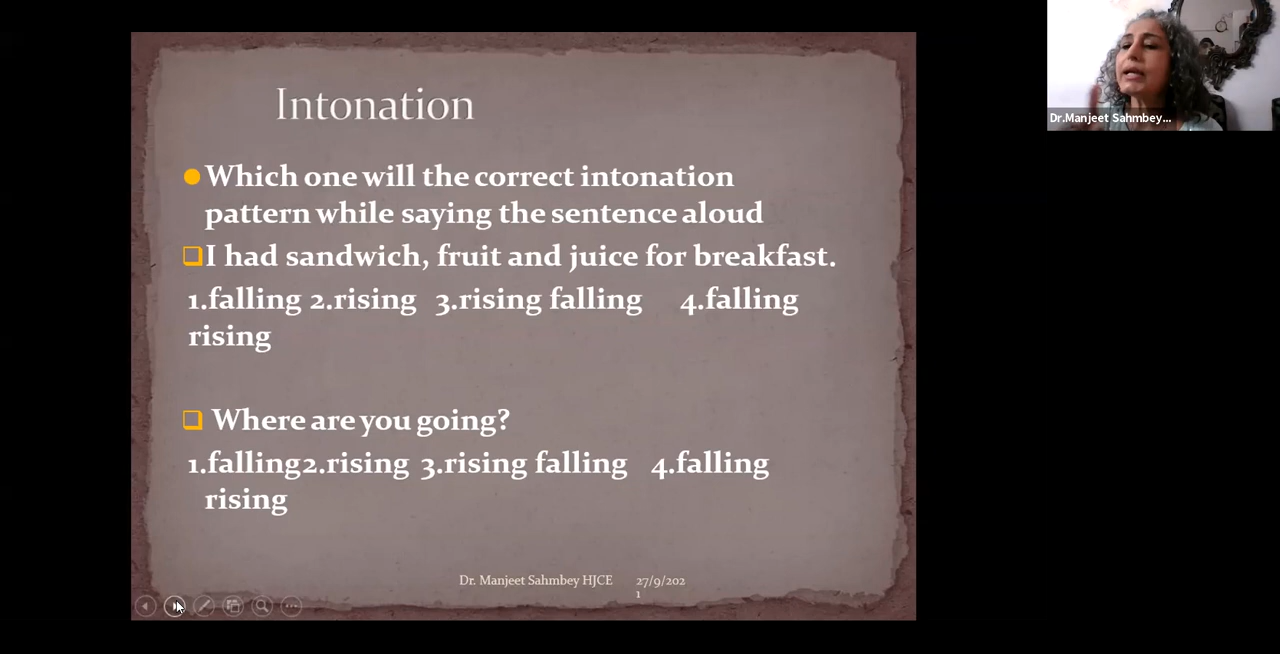 Intonation
Which one will the correct intonation
pattern while saying the sentence aloud
I had sandwich, fruit and juice for breakfast.
1.falling 2.rising 3.rising falling 4.falling
rising
Where are you going?
1.falling2.rising 3.rising falling 4.falling
rising
Dr. Manjeet Sahmbey HJCE 27/9/202
1
Dr.Manjeet Sahmbey...